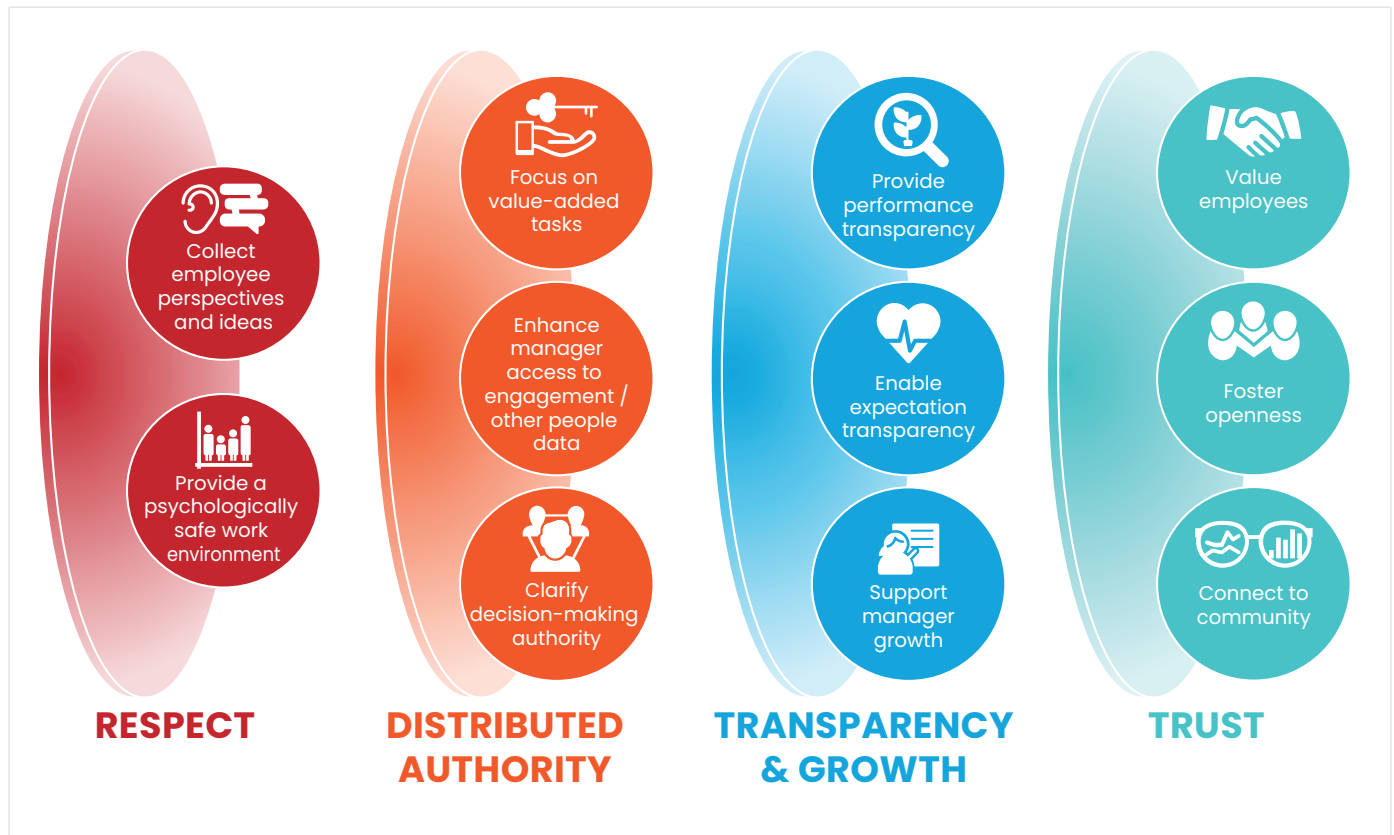 Collect
employee
perspectives
and ideas
Provide a
psychologically
safe work
environment
RESPECT
Focus on
value-added
tasks
Enhance
manager
access to
engagement /
other people
data
Clarify
decision-making
authority
DISTRIBUTED
AUTHORITY
Provide
performance
transparency
Enable
expectation
transparency
Support
manager
growth
TRANSPARENCY
& GROWTH
Value
employees
Foster
openness
Connect to
community
TRUST